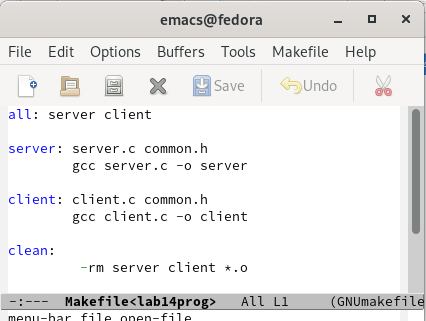 emacs@fedora
File Edit Options Buffers Tools Makefile Help
Save Undo
all: server client
server: server.c common.h
gcc server.c -o server
client: client.c common.h
gcc client.c -o client
clean:
-rm server client *.o
-:--- Makefile<lab14prog> All L1 (GNUmakefile
menu-bar file open-file